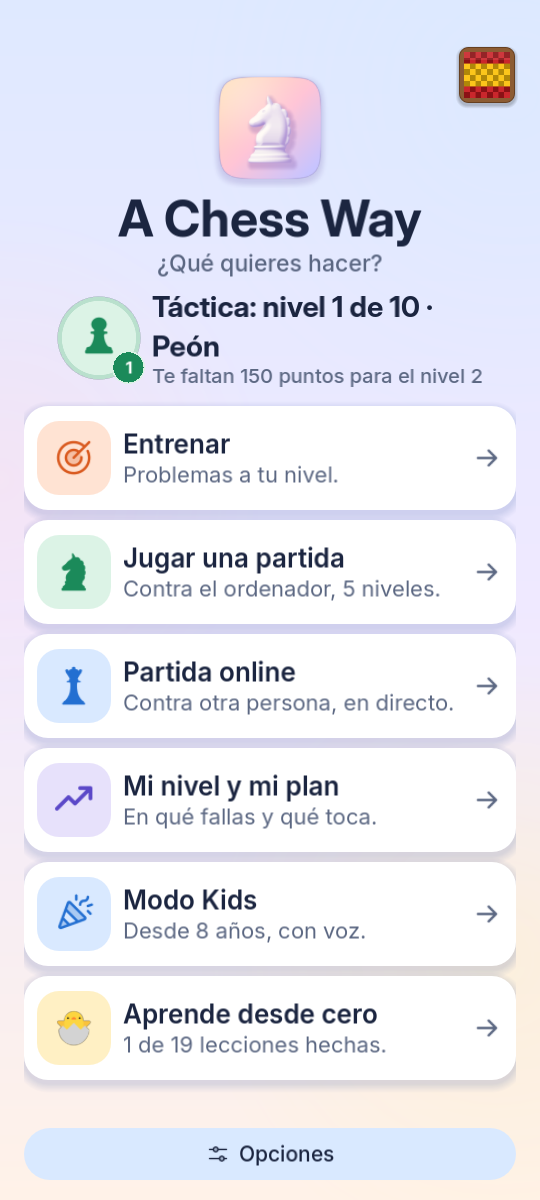 A Chess Way
¿Qué quieres hacer?
Táctica: nivel 1 de 10 ·
Peón
1
Te faltan 150 puntos para el nivel 2
Entrenar
Problemas a tu nivel.
Jugar una partida
Contra el ordenador, 5 niveles.
Partida online
Contra otra persona, en directo.
Mi nivel y mi plan
En qué fallas y qué toca.
Modo Kids
Desde 8 años, con voz.
Aprende desde cero
1 de 19 lecciones hechas.
Opciones